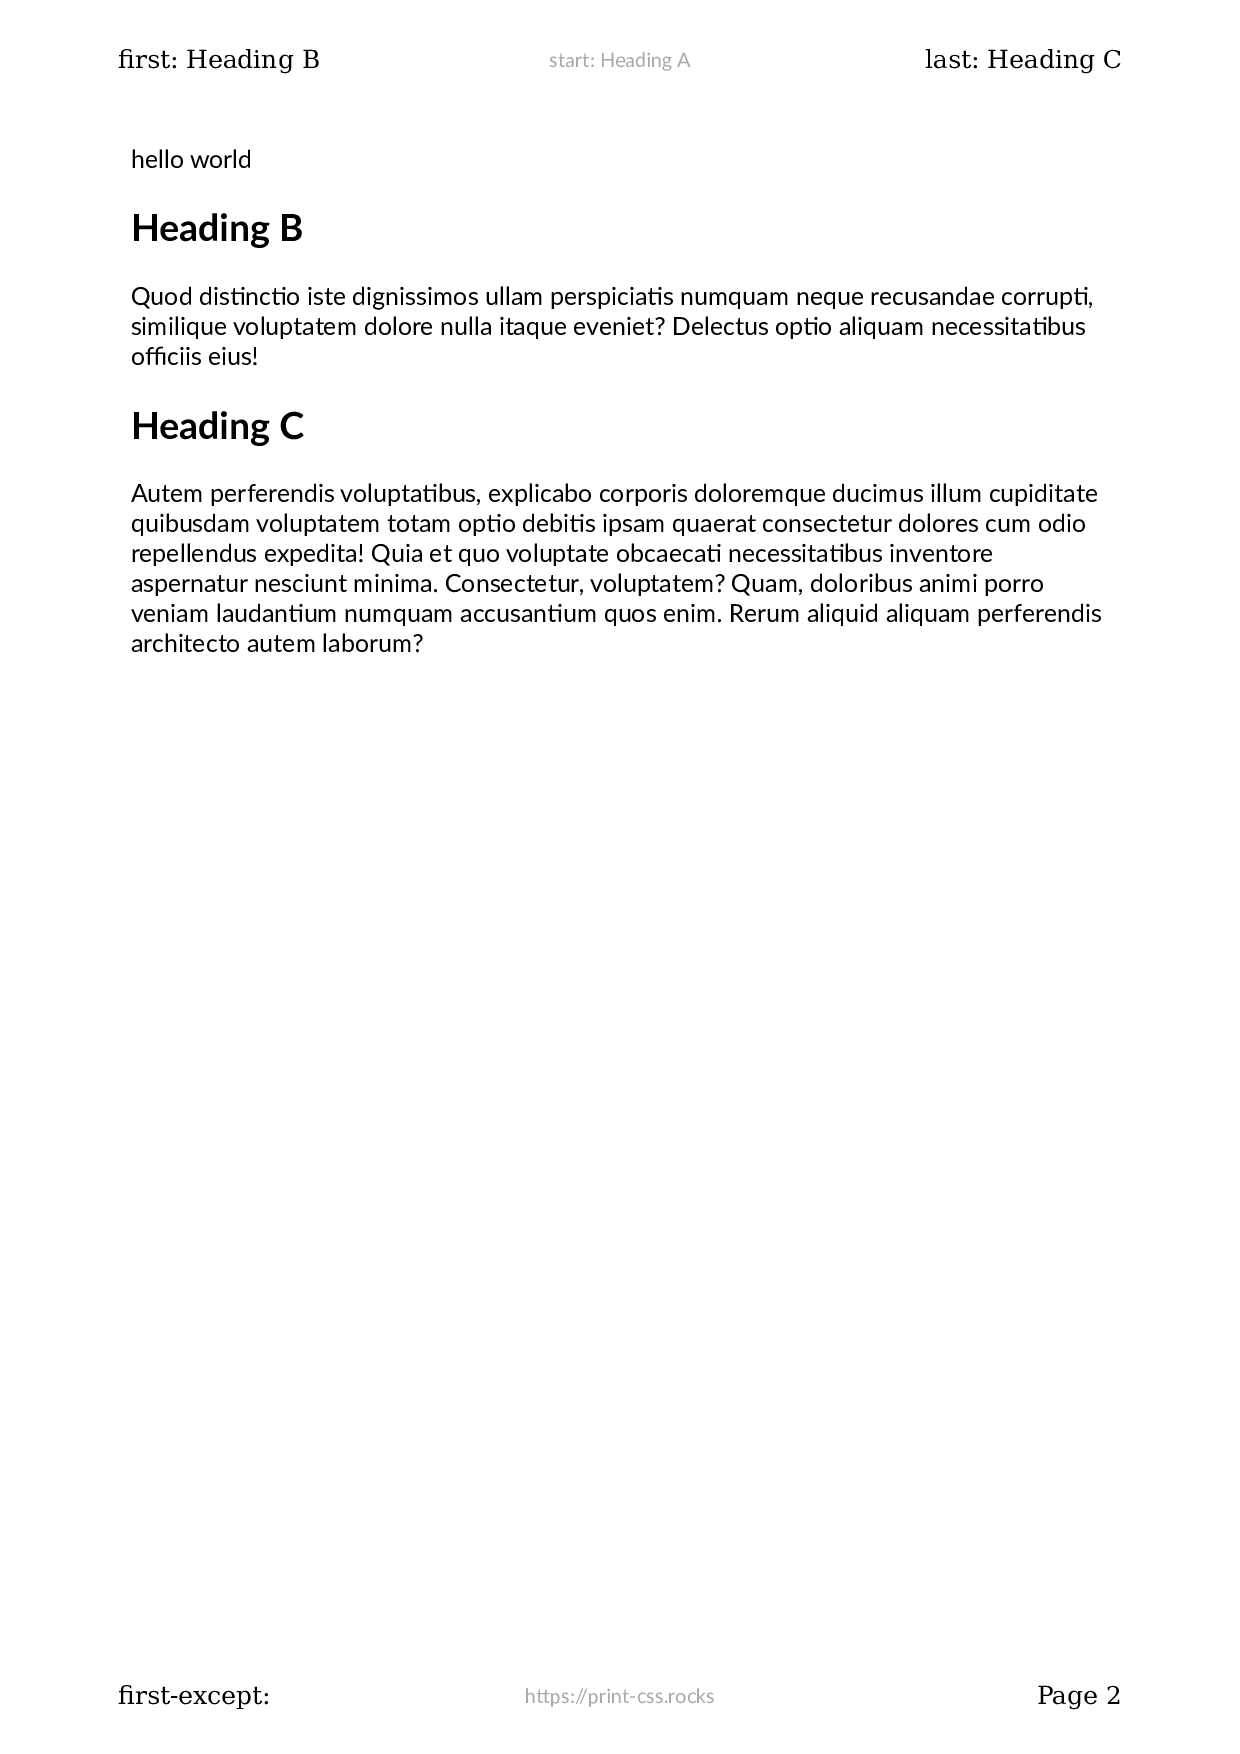 first: Heading B
start: Heading A
last: Heading C
hello world
Heading B
Quod distinctio iste dignissimos ullam perspiciatis numquam neque recusandae corrupti,
similique voluptatem dolore nulla itaque eveniet? Delectus optio aliquam necessitatibus
officiis eius!
Heading C
Autem perferendis voluptatibus, explicabo corporis doloremque ducimus illum cupiditate
quibusdam voluptatem totam optio debitis ipsam quaerat consectetur dolores cum odio
repellendus expedita! Quia et quo voluptate obcaecati necessitatibus inventore
aspernatur nesciunt minima. Consectetur, voluptatem? Quam, doloribus animi porro
veniam laudantium numquam accusantium quos enim. Rerum aliquid aliquam perferendis
architecto autem laborum?
first-except:
https://print-css.rocks
Page 2